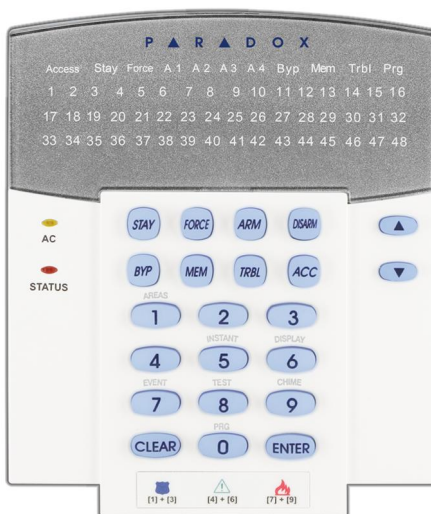 PARADOX
Access Stay Force A 1 A 2 A 3 A 4 Byp Mem Trbl Prg
1 2 3 4 5 6 7 8 9 10 11 12 13 14 15 16
17 18 19 20 21 22 23 24 25 26 27 28 29 30 31 32
33 34 35 36 37 38 39 40 41 42 43 44 45 46 47 48
AC
STATUS
STAY FORCE ARM DISARM
BYP MEM TRBL ACC
AREAS
1 2 3
INSTANT DISPLAY
4 5 6
EVENT TEST CHIME
7 8 9
PRG
CLEAR 0 ENTER
[1] + [3] [4] + [6] [7] + [9]